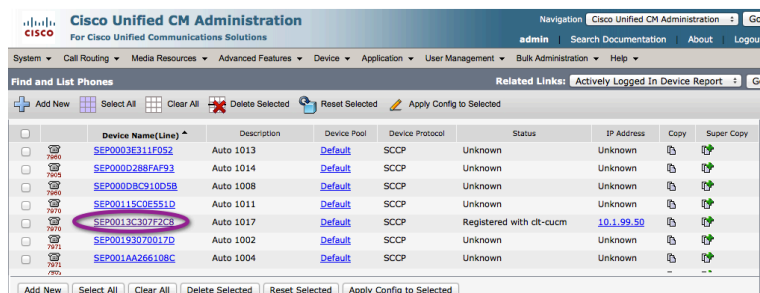 Cisco Unified CM Administration
For Cisco Unified Communications Solutions
CISCO
Navigation Cisco Unified CM Administration Go
admin Search Documentation About Logou
System Call Routing Media Resources Advanced Features Device Application User Management Bulk Administration Help
Find and List Phones Related Links: Actively Logged In Device Report G
Add New Select All Clear All Delete Selected Reset Selected Apply Config to Selected
Device Name(Line) Description Device Pool Device Protocol Status IP Address Copy Super Copy
7960 SEP0003E311F052 Auto 1013 Default SCCP Unknown Unknown
7905 SEP000D288FAF93 Auto 1014 Default SCCP Unknown Unknown
7960 SEP000DBC910D5B Auto 1008 Default SCCP Unknown Unknown
7970 SEP00115C0E551D Auto 1011 Default SCCP Unknown Unknown
7970 SEP0013C307F2C8 Auto 1017 Default SCCP Registered with clt-cucm 10.1.99.50
7971 SEP00193070017D Auto 1002 Default SCCP Unknown Unknown
7971 SEP001AA266108C Auto 1004 Default SCCP Unknown Unknown
Add New Select All Clear All Delete Selected Reset Selected Apply Config to Selected